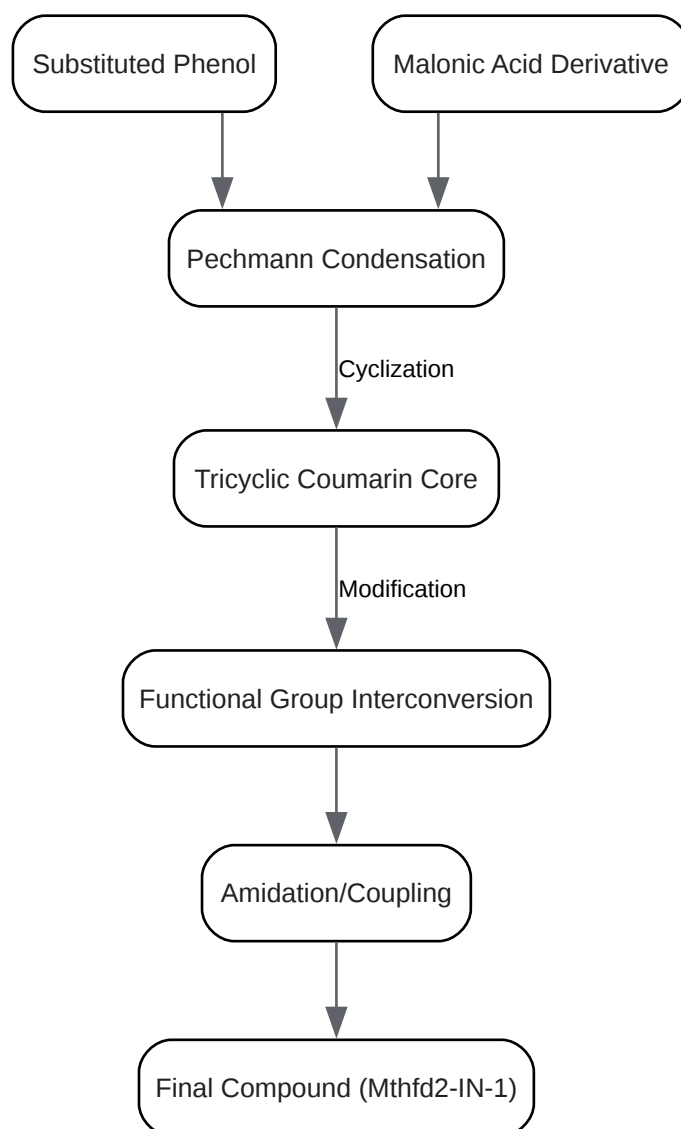 Substituted Phenol
Malonic Acid Derivative
Pechmann Condensation
Cyclization
Tricyclic Coumarin Core
Modification
Functional Group Interconversion
Amidation/Coupling
Final Compound (Mthfd2-IN-1)